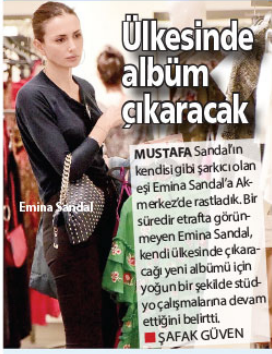 Ülkesinde
albüm
çıkaracak
Emina Sandal
MUSTAFA Sandal'ın
kendisi gibi şarkıcı olan
eşi Emina Sandal'a Ak-
merkez'de rastladık. Bir
süredir etrafta görün-
meyen Emina Sandal,
kendi ülkesinde çıkara-
cağı yeni albümü için
yoğun bir şekilde stüd-
yo çalışmalarına devam
ettiğini belirtti.
ŞAFAK GÜVEN